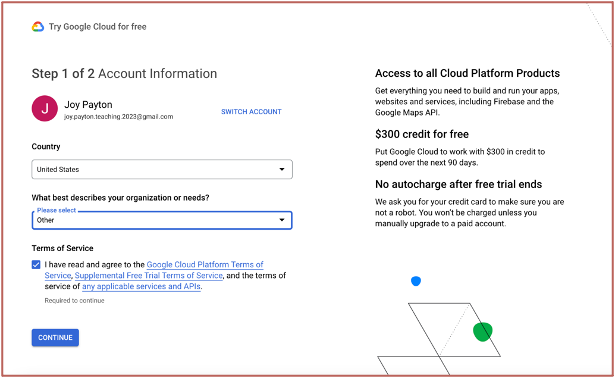 Try Google Cloud for free
Step 1 of 2 Account Information
J
Joy Payton
joy.payton.teaching.2023@gmail.com
SWITCH ACCOUNT
Country
United States
What best describes your organization or needs?
Please select
Other
Terms of Service
I have read and agree to the Google Cloud Platform Terms of
Service, Supplemental Free Trial Terms of Service, and the terms of
service of any applicable services and APIs.
Required to continue
CONTINUE
Access to all Cloud Platform Products
Get everything you need to build and run your apps,
websites and services, including Firebase and the
Google Maps API.
$300 credit for free
Put Google Cloud to work with $300 in credit to
spend over the next 90 days.
No autocharge after free trial ends
We ask you for your credit card to make sure you are
not a robot. You won't be charged unless you
manually upgrade to a paid account.